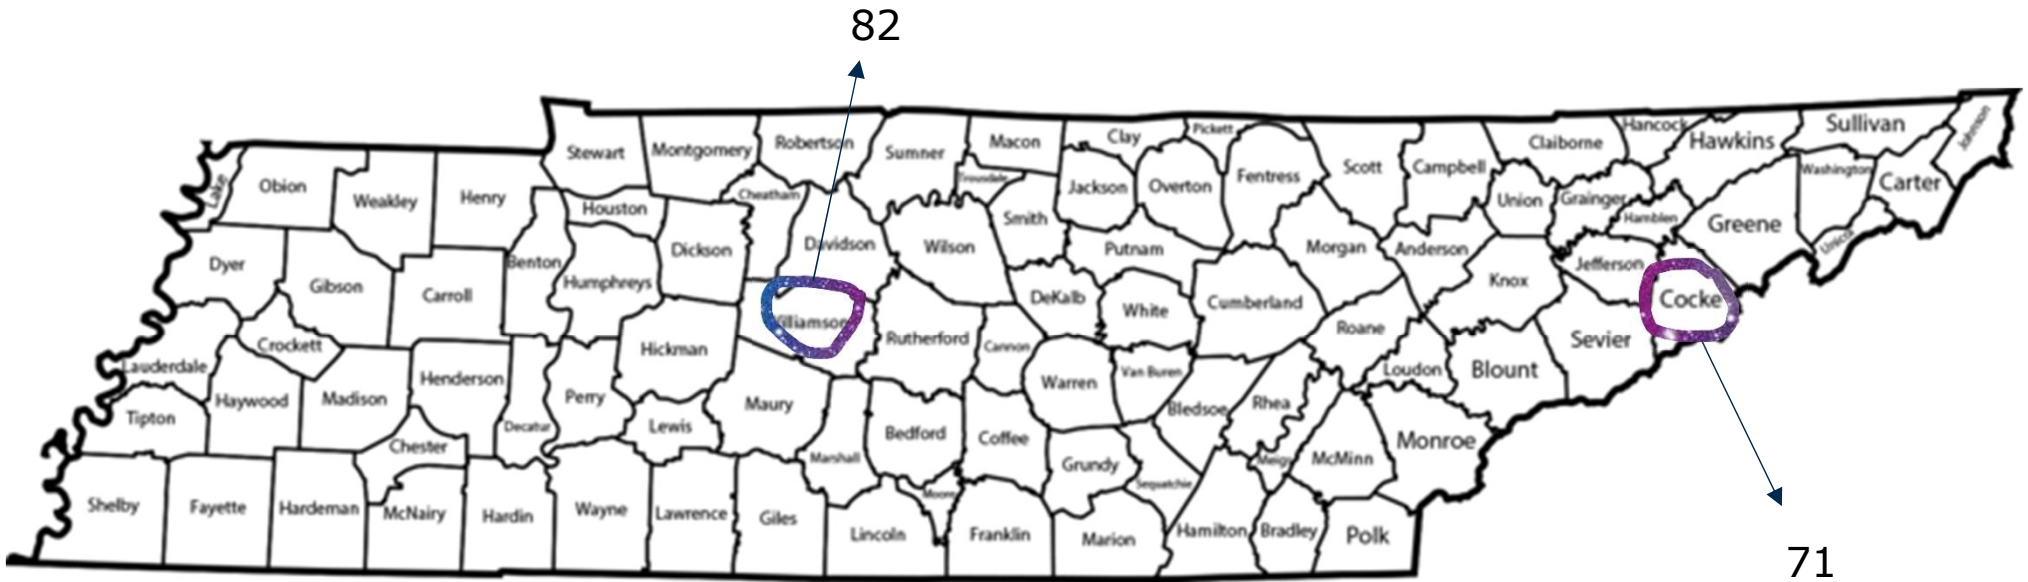 82
Stewart
Montgomery
Robertson
Sumner
Macon
Trousdale
Clay
Pickett
Fentress
Scott
Campbell
Claiborne
Hancock
Hawkins
Sullivan
Johnson
Lake
Obion
Weakley
Henry
Houston
Cheatham
Dickson
Davidson
Wilson
Smith
Jackson
Overton
Putnam
Morgan
Anderson
Union
Grainger
Hamblen
Greene
Washington
Unicoi
Carter
Dyer
Gibson
Carroll
Benton
Humphreys
Williamson
Rutherford
Cannon
DeKalb
White
Cumberland
Roane
Knox
Jefferson
Cocke
Sevier
Lauderdale
Crockett
Haywood
Madison
Henderson
Decatur
Perry
Hickman
Lewis
Maury
Bedford
Coffee
Warren
Van Buren
Bledsoe
Rhea
Loudon
Blount
Tipton
Chester
Marshall
Moore
Grundy
Sequatchie
Meigs
McMinn
Monroe
Shelby
Fayette
Hardeman
McNairy
Hardin
Wayne
Lawrence
Giles
Lincoln
Franklin
Marion
Hamilton
Bradley
Polk
71